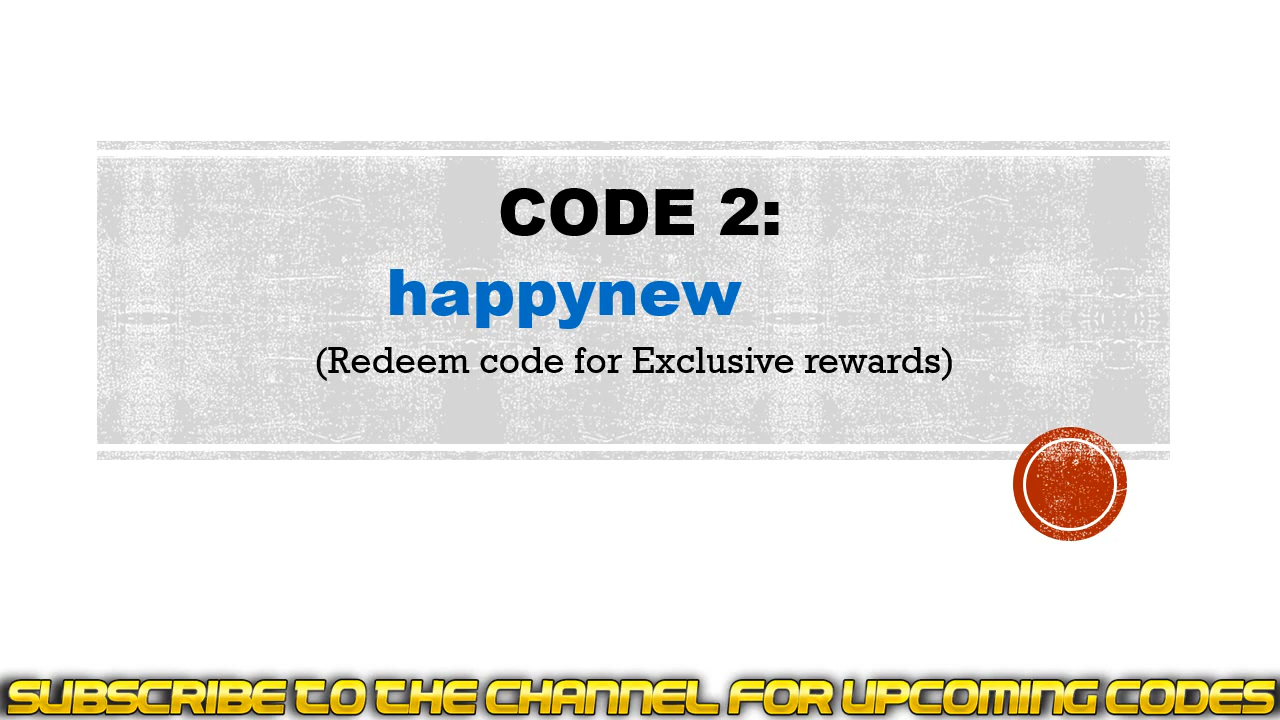 CODE 2:
happynew
(Redeem code for Exclusive rewards)
SUBSCRIBE TO THE CHANNEL FOR UPCOMING CODES